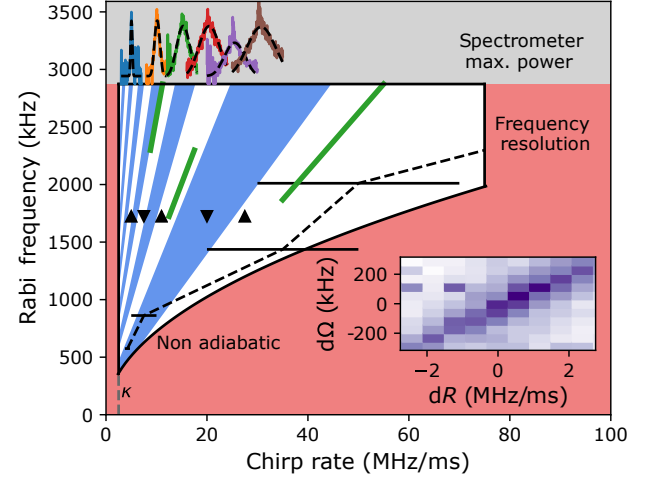 3500
3000
2500
2000
1500
1000
500
0
Rabi frequency (kHz)
Spectrometer
max. power
Frequency
resolution
Non adiabatic
κ
200
0
-200
dΩ (kHz)
−2
0
2
dR (MHz/ms)
0
20
40
60
80
100
Chirp rate (MHz/ms)